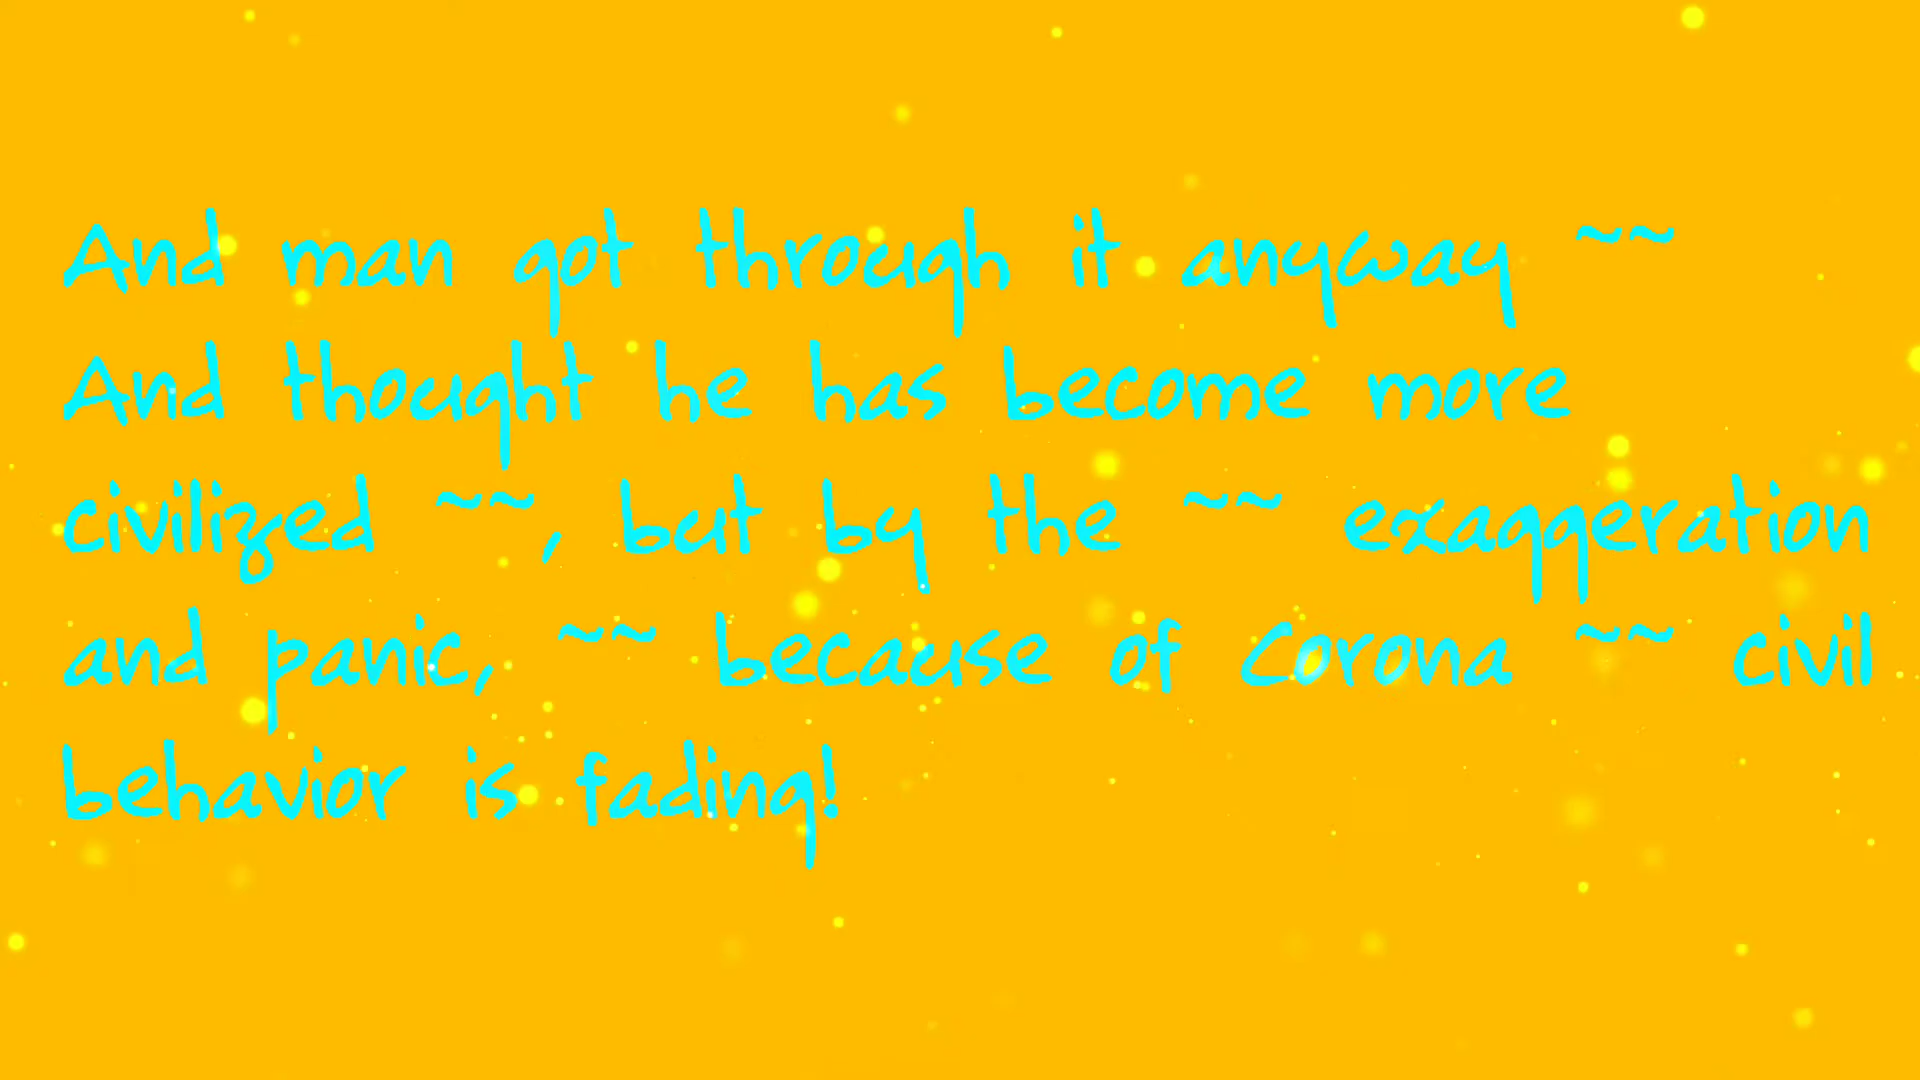 And man got through it anyway ~~
And thought he has become more
civilized ~~, but by the ~~ exaggeration
and panic, ~~ because of Corona ~~ civil
behavior is fading!